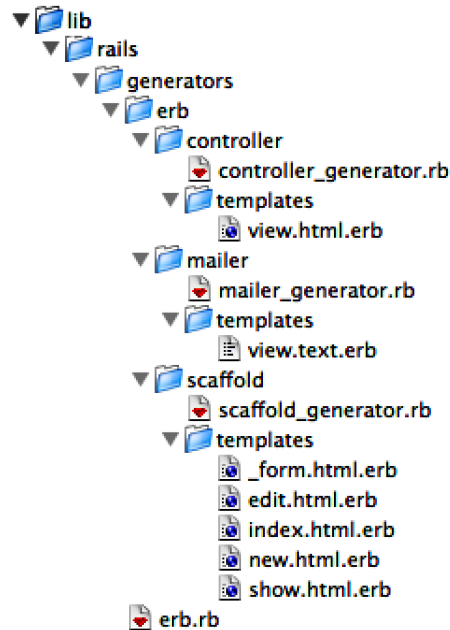 lib
rails
generators
erb
controller
controller_generator.rb
templates
view.html.erb
mailer
mailer_generator.rb
templates
view.text.erb
scaffold
scaffold_generator.rb
templates
_form.html.erb
edit.html.erb
index.html.erb
new.html.erb
show.html.erb
erb.rb